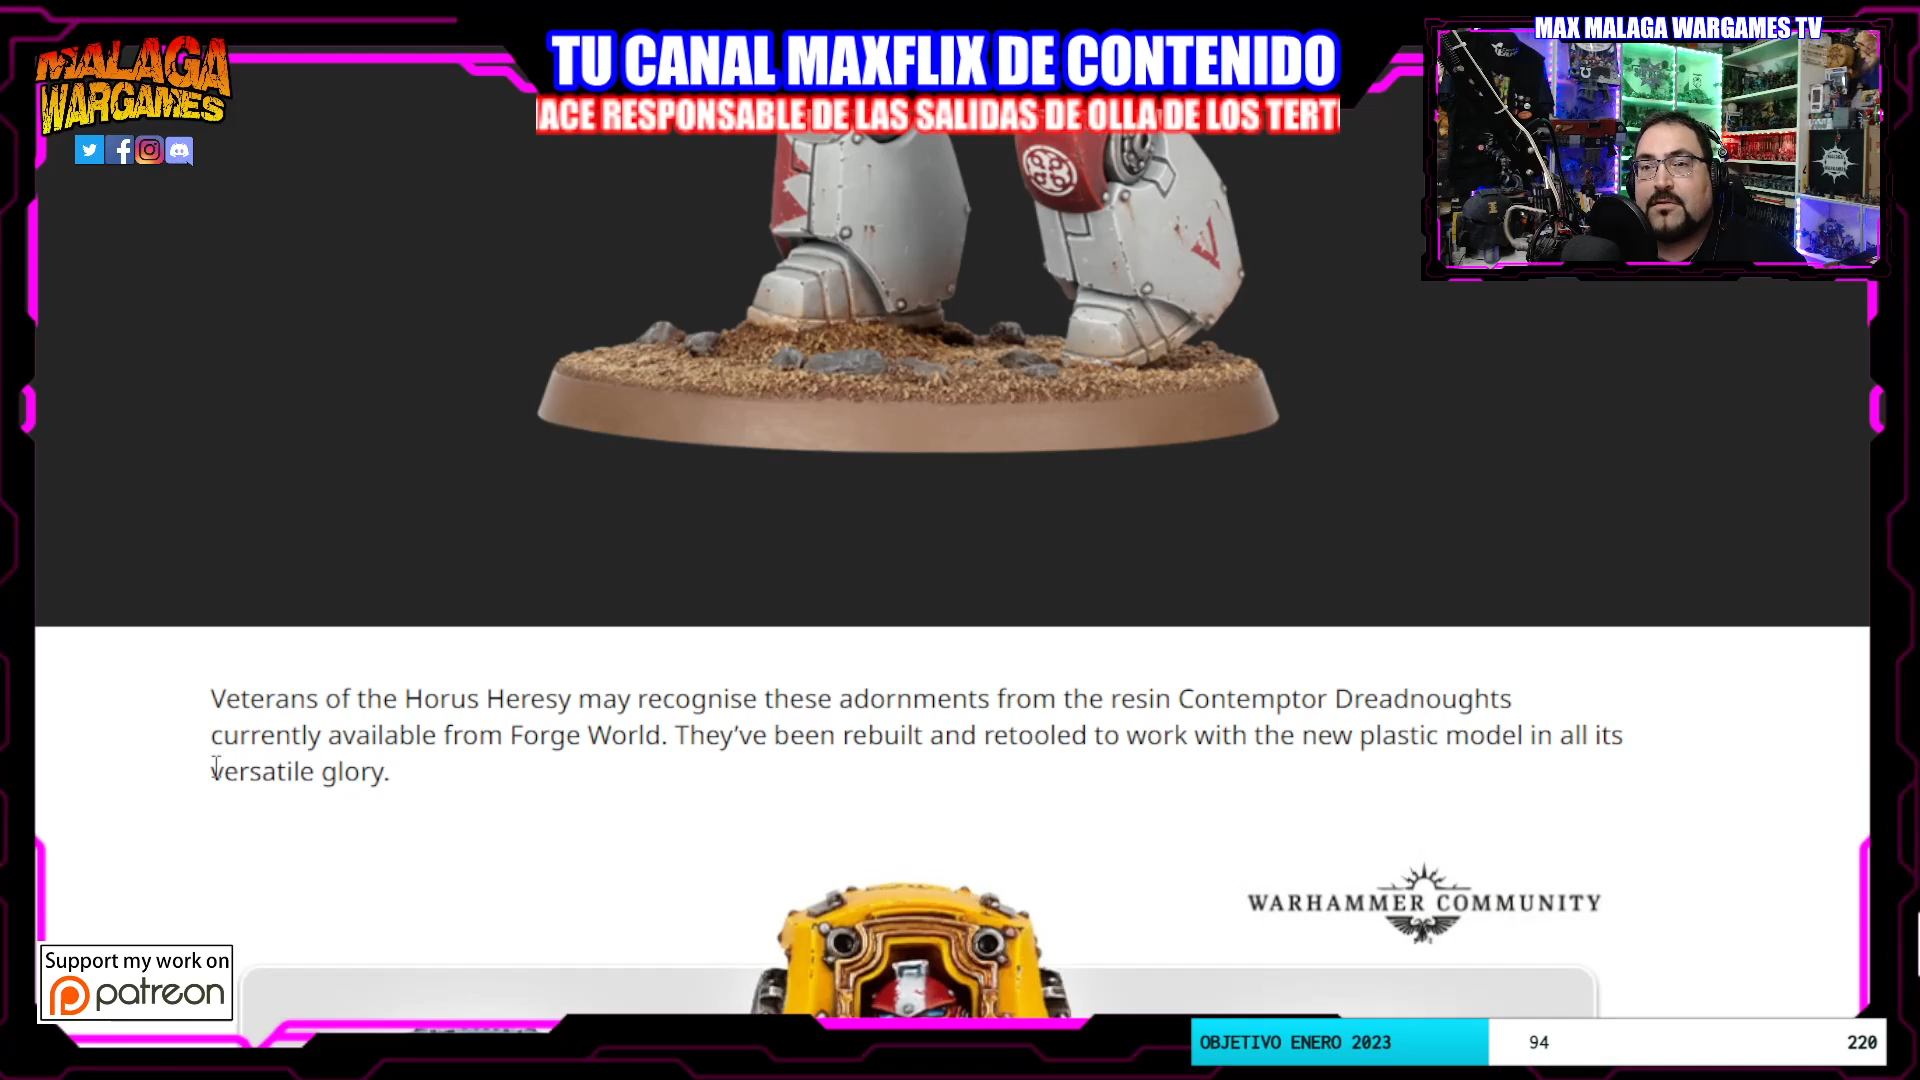 MALAGA
WARGAMES
TU CANAL MAXFLIX DE CONTENIDO
ACE RESPONSABLE DE LAS SALIDAS DE OLLA DE LOS TERT
MAX MALAGA WARGAMES TV
Veterans of the Horus Heresy may recognise these adornments from the resin Contemptor Dreadnoughts
currently available from Forge World. They’ve been rebuilt and retooled to work with the new plastic model in all its
versatile glory.
WARHAMMER COMMUNITY
Support my work on
patreon
OBJETIVO ENERO 2023 94 220